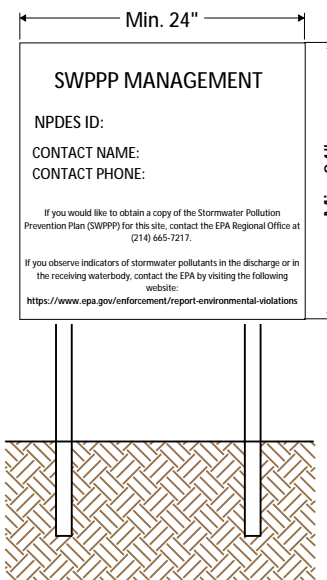 Min. 24"
SWPPP MANAGEMENT
NPDES ID:
CONTACT NAME:
CONTACT PHONE:
If you would like to obtain a copy of the Stormwater Pollution
Prevention Plan (SWPPP) for this site, contact the EPA Regional Office at
(214) 665-7217.
If you observe indicators of stormwater pollutants in the discharge or in
the receiving waterbody, contact the EPA by visiting the following
website:
https://www.epa.gov/enforcement/report-environmental-violations